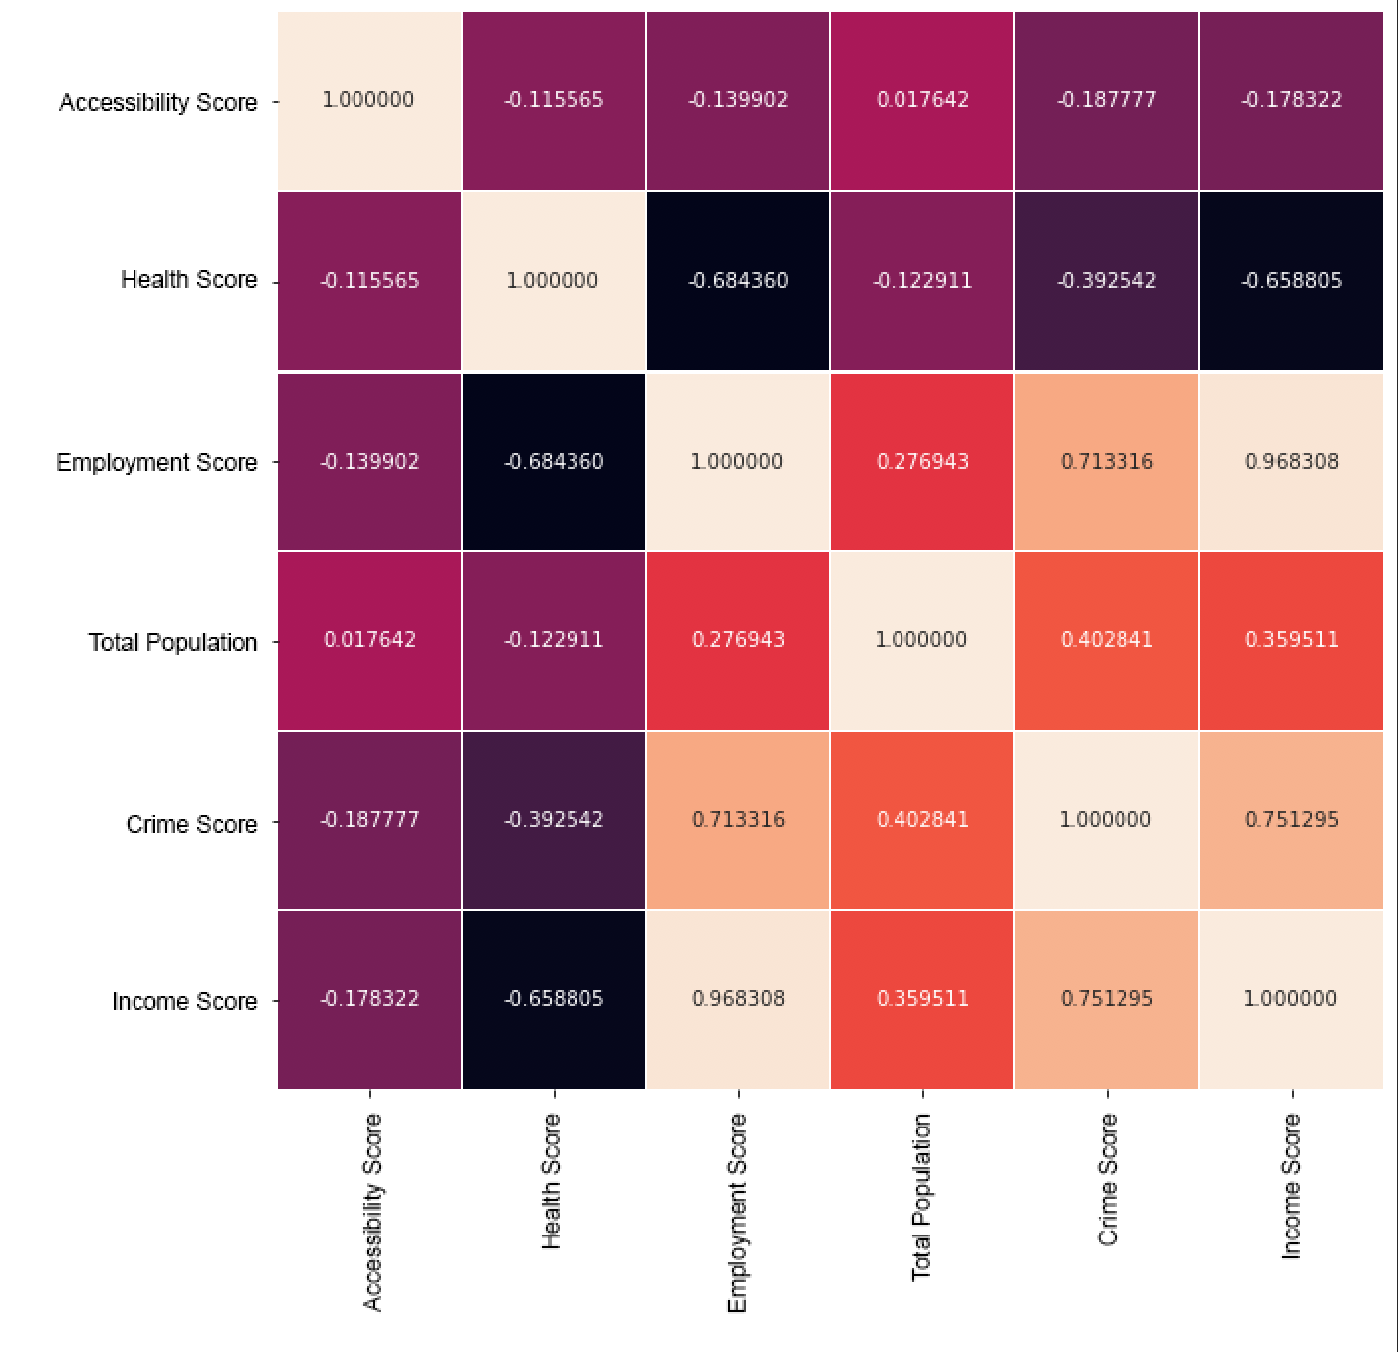 Accessibility Score 1.000000 -0.115565 -0.139902 0.017642 -0.187777 -0.178322
Health Score -0.115565 1.000000 -0.684360 -0.122911 -0.392542 -0.658805
Employment Score -0.139902 -0.684360 1.000000 0.276943 0.713316 0.968308
Total Population 0.017642 -0.122911 0.276943 1.000000 0.402841 0.359511
Crime Score -0.187777 -0.392542 0.713316 0.402841 1.000000 0.751295
Income Score -0.178322 -0.658805 0.968308 0.359511 0.751295 1.000000
Accessibility Score
Health Score
Employment Score
Total Population
Crime Score
Income Score